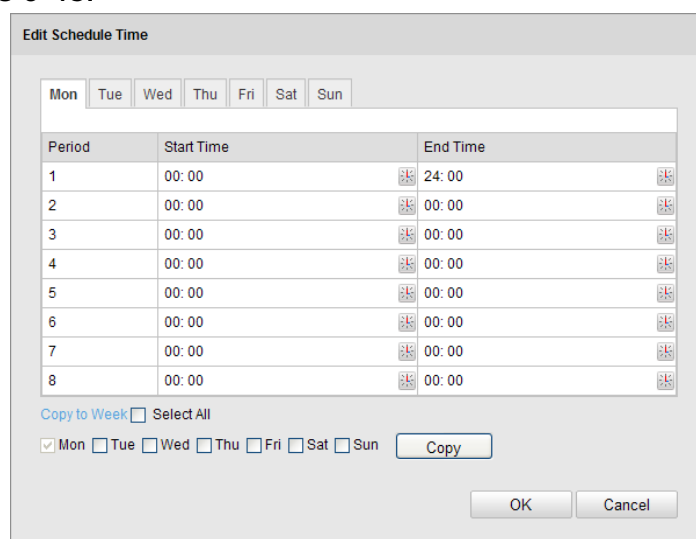 Edit Schedule Time
Mon Tue Wed Thu Fri Sat Sun
Period Start Time End Time
1 00: 00 24: 00
2 00: 00 00: 00
3 00: 00 00: 00
4 00: 00 00: 00
5 00: 00 00: 00
6 00: 00 00: 00
7 00: 00 00: 00
8 00: 00 00: 00
Copy to Week Select All
Mon Tue Wed Thu Fri Sat Sun Copy
OK Cancel